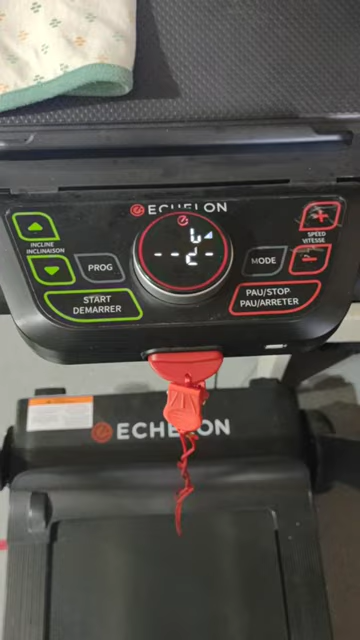 ECHELON
INCLINE
INCLINAISON
PROG
START
DEMARRER
SPEED
VITESSE
MODE
PAU/STOP
PAU/ARRETER
ECHELON